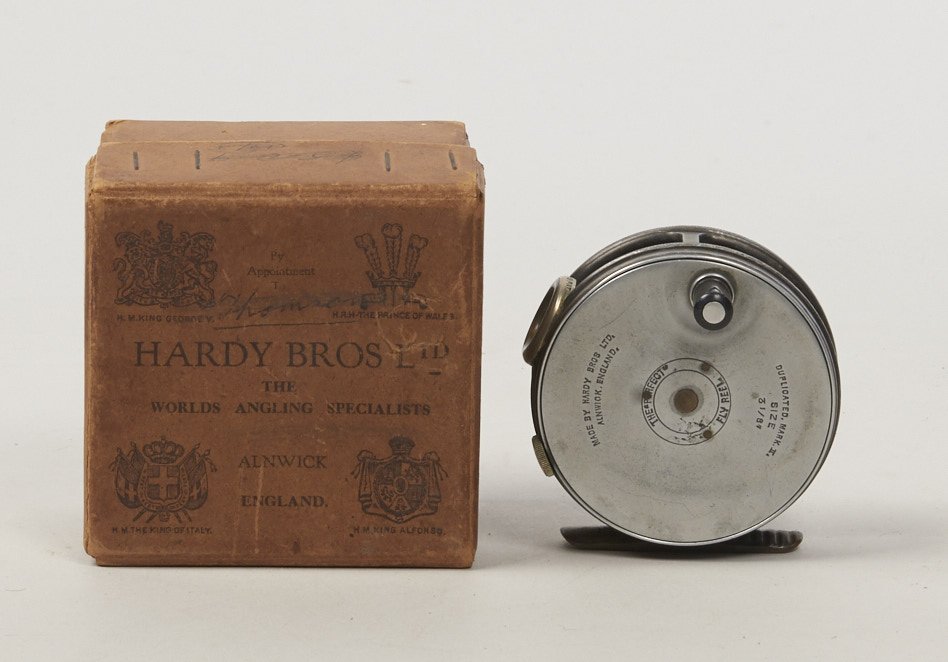 By
Appointment
T
Thomson
H.M. KING GEORGE V.
H.R.H. THE PRINCE OF WALES.
HARDY BROS LTD
THE
WORLDS ANGLING SPECIALISTS
ALNWICK
ENGLAND.
H.M. THE KING OF ITALY.
H.M. KING ALFONSO.
MADE BY HARDY BROS LTD,
ALNWICK, ENGLAND.
THE "PERFECT"
FLY REEL.
DUPLICATED, MARK. II,
SIZE
3 1/8"